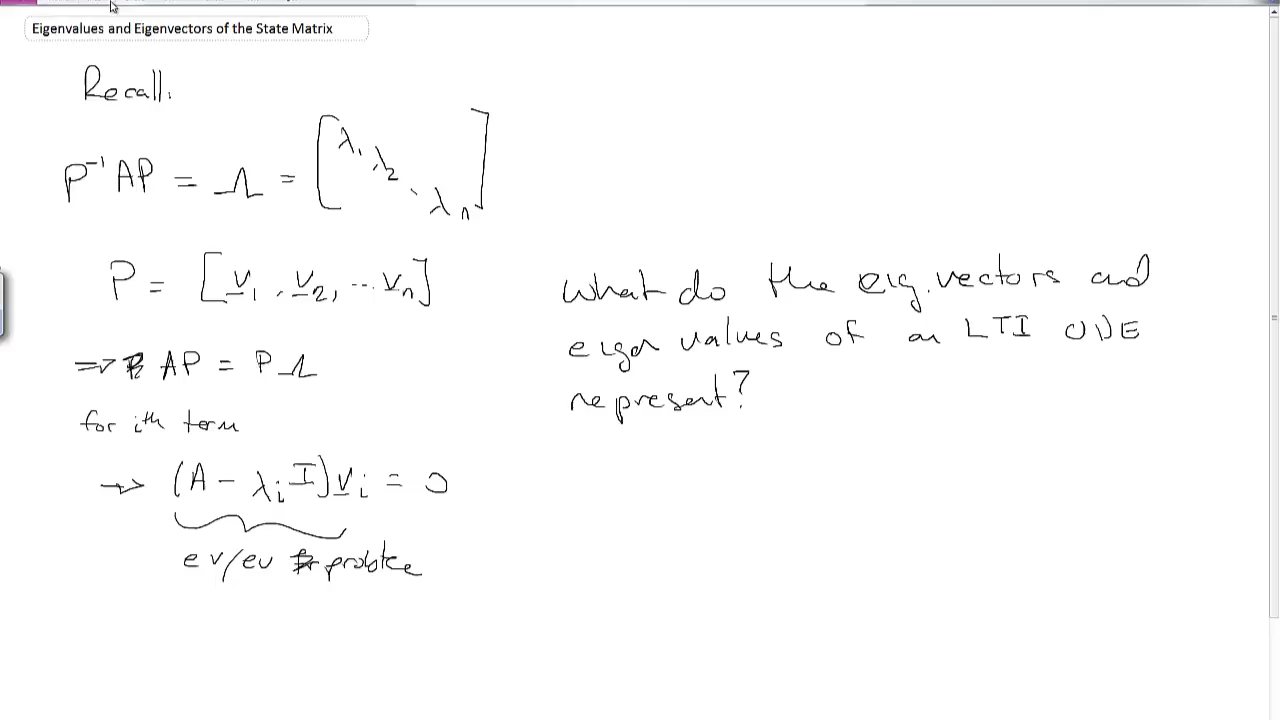 Eigenvalues and Eigenvectors of the State Matrix
Recall.
P⁻¹AP = Λ = [λ₁ λ₂ ⋱ λₙ]
P = [v₁, v₂, ... vₙ]
⇒ AP = PΛ
for iᵗʰ term
⇒ (A - λᵢI)vᵢ = 0
ev/ev
What do the eig.vectors and
eigen values of an LTI ODE
represent?